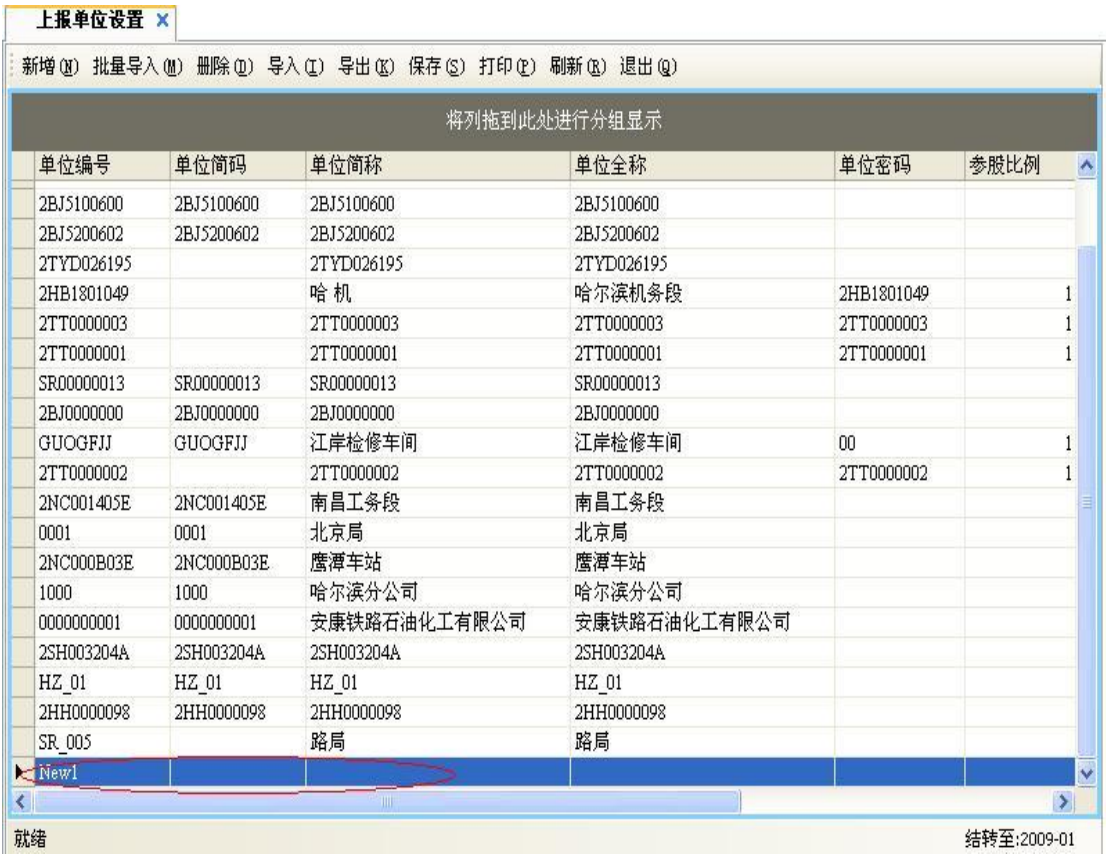 上报单位设置 ×
新增(N) 批量导入(M) 删除(D) 导入(I) 导出(K) 保存(S) 打印(P) 刷新(R) 退出(Q)
将列拖到此处进行分组显示
单位编号 单位简码 单位简称 单位全称 单位密码 参股比例
2BJ5100600 2BJ5100600 2BJ5100600 2BJ5100600
2BJ5200602 2BJ5200602 2BJ5200602 2BJ5200602
2TYD026195 2TYD026195 2TYD026195
2HB1801049 哈 机 哈尔滨机务段 2HB1801049 1
2TT0000003 2TT0000003 2TT0000003 2TT0000003 1
2TT0000001 2TT0000001 2TT0000001 2TT0000001 1
SR00000013 SR00000013 SR00000013 SR00000013
2BJ0000000 2BJ0000000 2BJ0000000 2BJ0000000
GUOGFJJ GUOGFJJ 江岸检修车间 江岸检修车间 00 1
2TT0000002 2TT0000002 2TT0000002 2TT0000002 1
2NC001405E 2NC001405E 南昌工务段 南昌工务段
0001 0001 北京局 北京局
2NC000B03E 2NC000B03E 鹰潭车站 鹰潭车站
1000 1000 哈尔滨分公司 哈尔滨分公司
0000000001 0000000001 安康铁路石油化工有限公司 安康铁路石油化工有限公司
2SH003204A 2SH003204A 2SH003204A 2SH003204A
HZ_01 HZ_01 HZ_01 HZ_01
2HH0000098 2HH0000098 2HH0000098 2HH0000098
SR_005 路局 路局
New1
就绪 结转至:2009-01